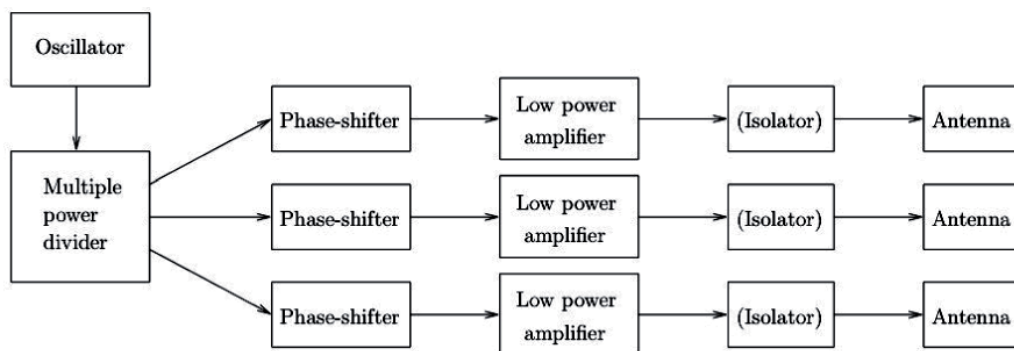 Oscillator
Multiple
power
divider
Phase-shifter
Low power
amplifier
(Isolator)
Antenna
Phase-shifter
Low power
amplifier
(Isolator)
Antenna
Phase-shifter
Low power
amplifier
(Isolator)
Antenna